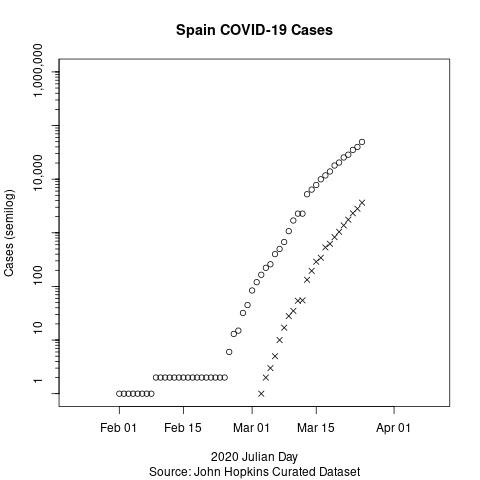 Spain COVID-19 Cases
Cases (semilog)
1,000,000
10,000
100
10
1
Feb 01 Feb 15 Mar 01 Mar 15 Apr 01
2020 Julian Day
Source: John Hopkins Curated Dataset